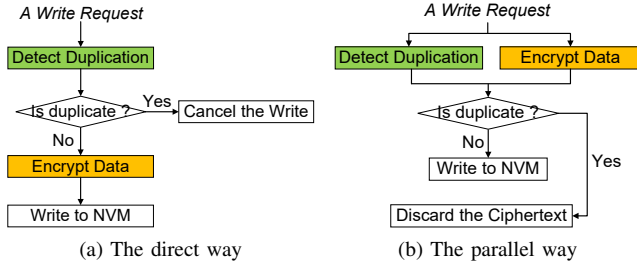 A Write Request
Detect Duplication
Is duplicate ?
Yes
Cancel the Write
No
Encrypt Data
Write to NVM
(a) The direct way
A Write Request
Detect Duplication
Encrypt Data
Is duplicate ?
No
Yes
Write to NVM
Discard the Ciphertext
(b) The parallel way